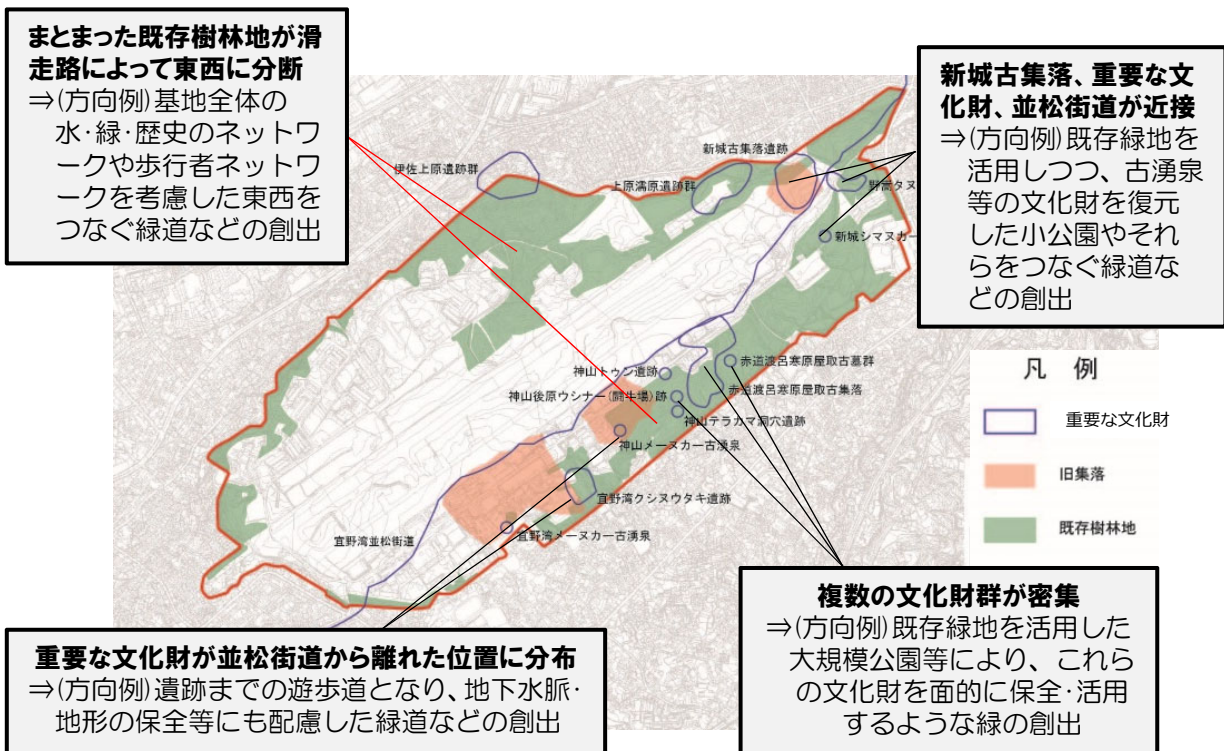 まとまった既存樹林地が滑
走路によって東西に分断
⇒(方向例)基地全体の
水・緑・歴史のネットワ
ークや歩行者ネットワ
ークを考慮した東西を
つなぐ緑道などの創出
新城古集落、重要な文
化財、並松街道が近接
⇒(方向例)既存緑地を
活用しつつ、古湧泉
等の文化財を復元
した小公園やそれ
らをつなぐ緑道な
どの創出
伊佐上原遺跡群
新城古集落遺跡
上原濡原遺跡群
野嵩タヌ
新城シマヌカー
神山トゥン遺跡
赤道渡呂寒原屋取古墓群
神山後原ウシナー(闘牛場)跡
赤道渡呂寒原屋取古集落
神山テラガマ洞穴遺跡
神山メーヌカー古湧泉
宜野湾クシヌウタキ遺跡
宜野湾並松街道
宜野湾メーヌカー古湧泉
凡 例
重要な文化財
旧集落
既存樹林地
重要な文化財が並松街道から離れた位置に分布
⇒(方向例)遺跡までの遊歩道となり、地下水脈・
地形の保全等にも配慮した緑道などの創出
複数の文化財群が密集
⇒(方向例)既存緑地を活用した
大規模公園等により、これら
の文化財を面的に保全・活用
するような緑の創出